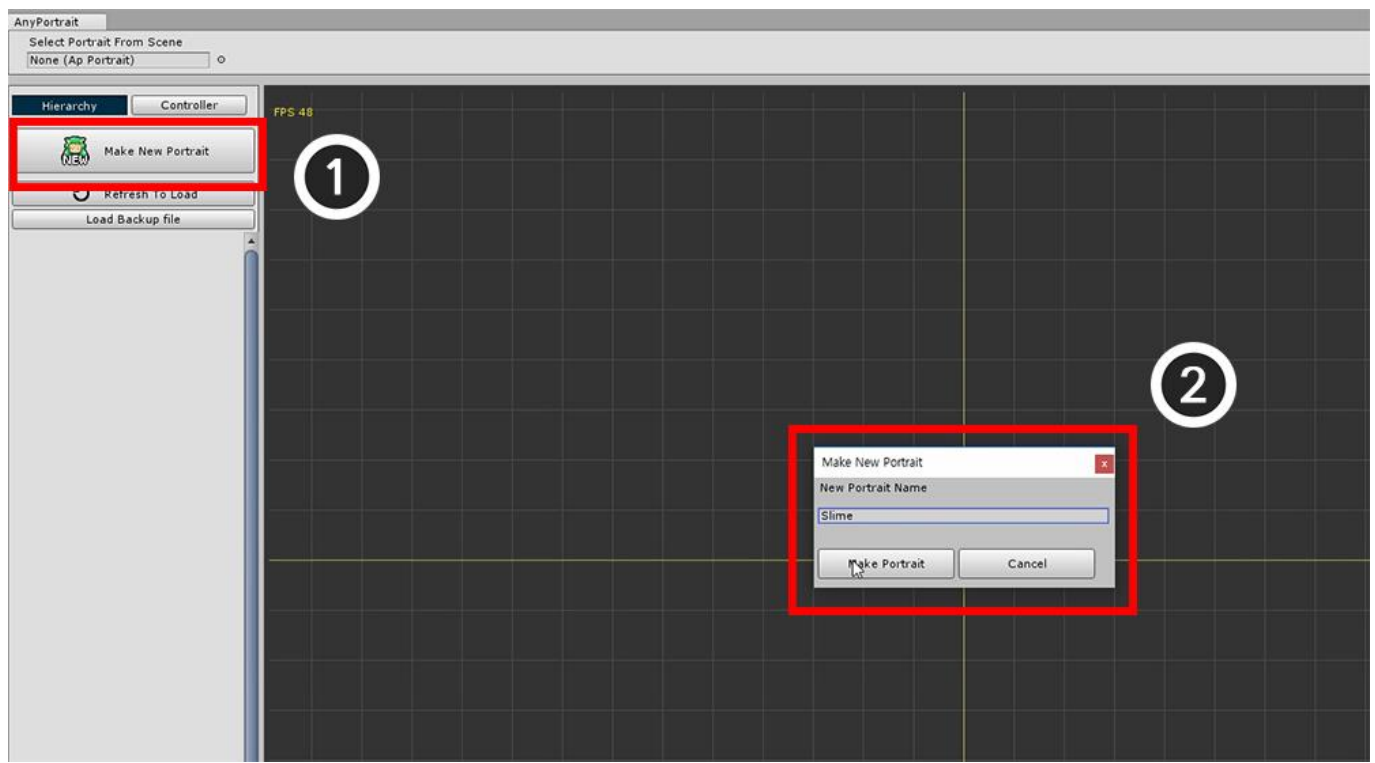 AnyPortrait
Select Portrait From Scene
None (Ap Portrait)
Hierarchy Controller
FPS 48
NEW Make New Portrait
1
Refresh To Load
Load Backup file
2
Make New Portrait x
New Portrait Name
Slime
Make Portrait Cancel